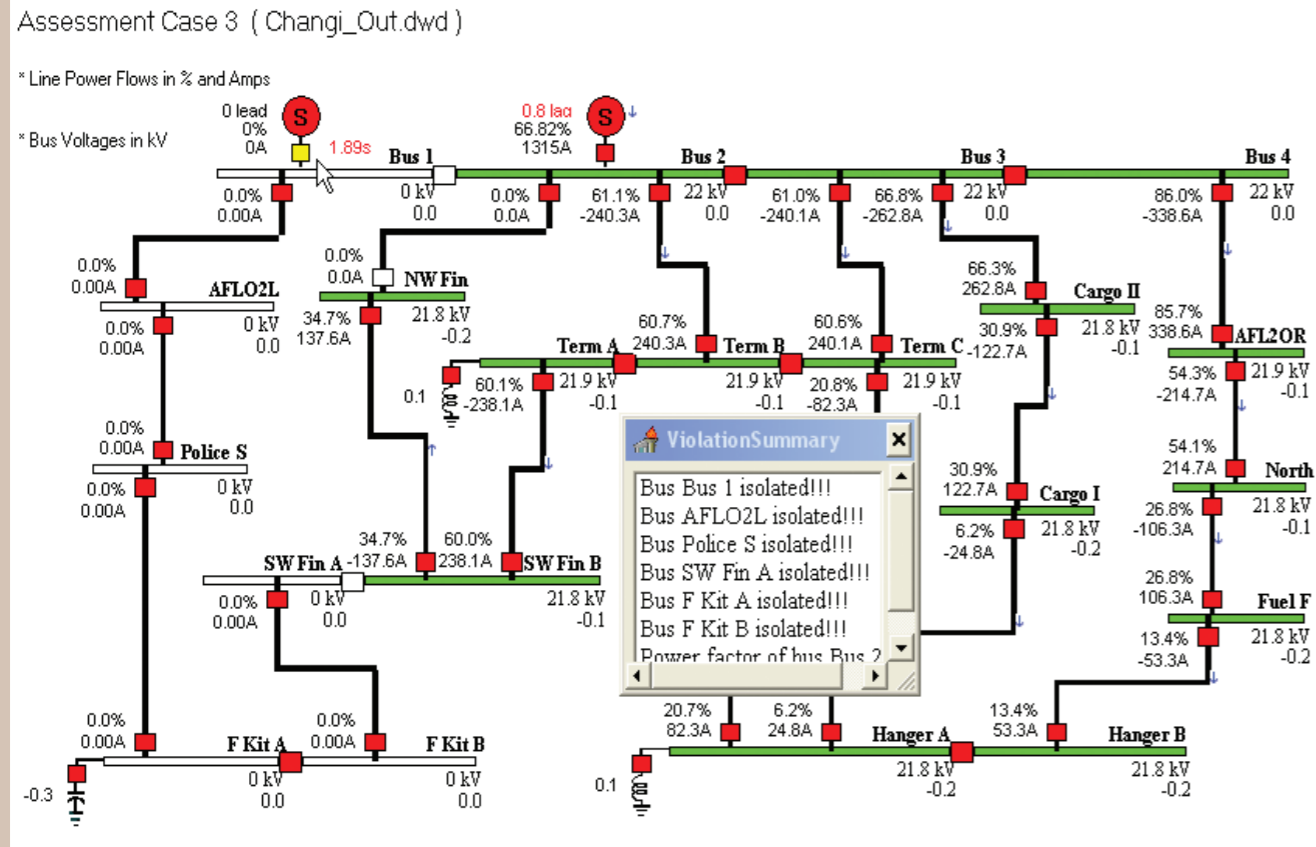 Assessment Case 3 ( Changi_Out.dwd )
* Line Power Flows in % and Amps
* Bus Voltages in kV
0 lead
0%
0A
S
1.89s
0.8 lag
66.82%
1315A
S
Bus 1
0 kV
0.0
Bus 2
22 kV
0.0
Bus 3
22 kV
0.0
Bus 4
22 kV
0.0
0.0%
0.00A
0.0%
0.0A
61.1%
-240.3A
61.0%
-240.1A
66.8%
-262.8A
86.0%
-338.6A
0.0%
0.00A
AFLO2L
0 kV
0.0
0.0%
0.00A
0.0%
0.0A
NW Fin
21.8 kV
-0.2
34.7%
137.6A
66.3%
262.8A
Cargo II
21.8 kV
-0.1
30.9%
-122.7A
85.7%
338.6A
AFL2OR
21.9 kV
-0.1
54.3%
-214.7A
60.7%
240.3A
60.6%
240.1A
Term A
21.9 kV
-0.1
Term B
21.9 kV
-0.1
Term C
21.9 kV
-0.1
0.1
60.1%
-238.1A
20.8%
-82.3A
0.0%
0.00A
Police S
0 kV
0.0
0.0%
0.00A
ViolationSummary
Bus Bus 1 isolated!!!
Bus AFLO2L isolated!!!
Bus Police S isolated!!!
Bus SW Fin A isolated!!!
Bus F Kit A isolated!!!
Bus F Kit B isolated!!!
Power factor of bus Bus 2
30.9%
122.7A
Cargo I
21.8 kV
-0.2
6.2%
-24.8A
54.1%
214.7A
North
21.8 kV
-0.1
26.8%
-106.3A
34.7%
-137.6A
60.0%
238.1A
SW Fin A
0 kV
0.0
SW Fin B
21.8 kV
-0.1
0.0%
0.00A
26.8%
106.3A
Fuel F
21.8 kV
-0.2
13.4%
-53.3A
0.0%
0.00A
0.0%
0.00A
F Kit A
0 kV
0.0
F Kit B
0 kV
0.0
-0.3
20.7%
82.3A
6.2%
24.8A
13.4%
53.3A
Hanger A
21.8 kV
-0.2
Hanger B
21.8 kV
-0.2
0.1